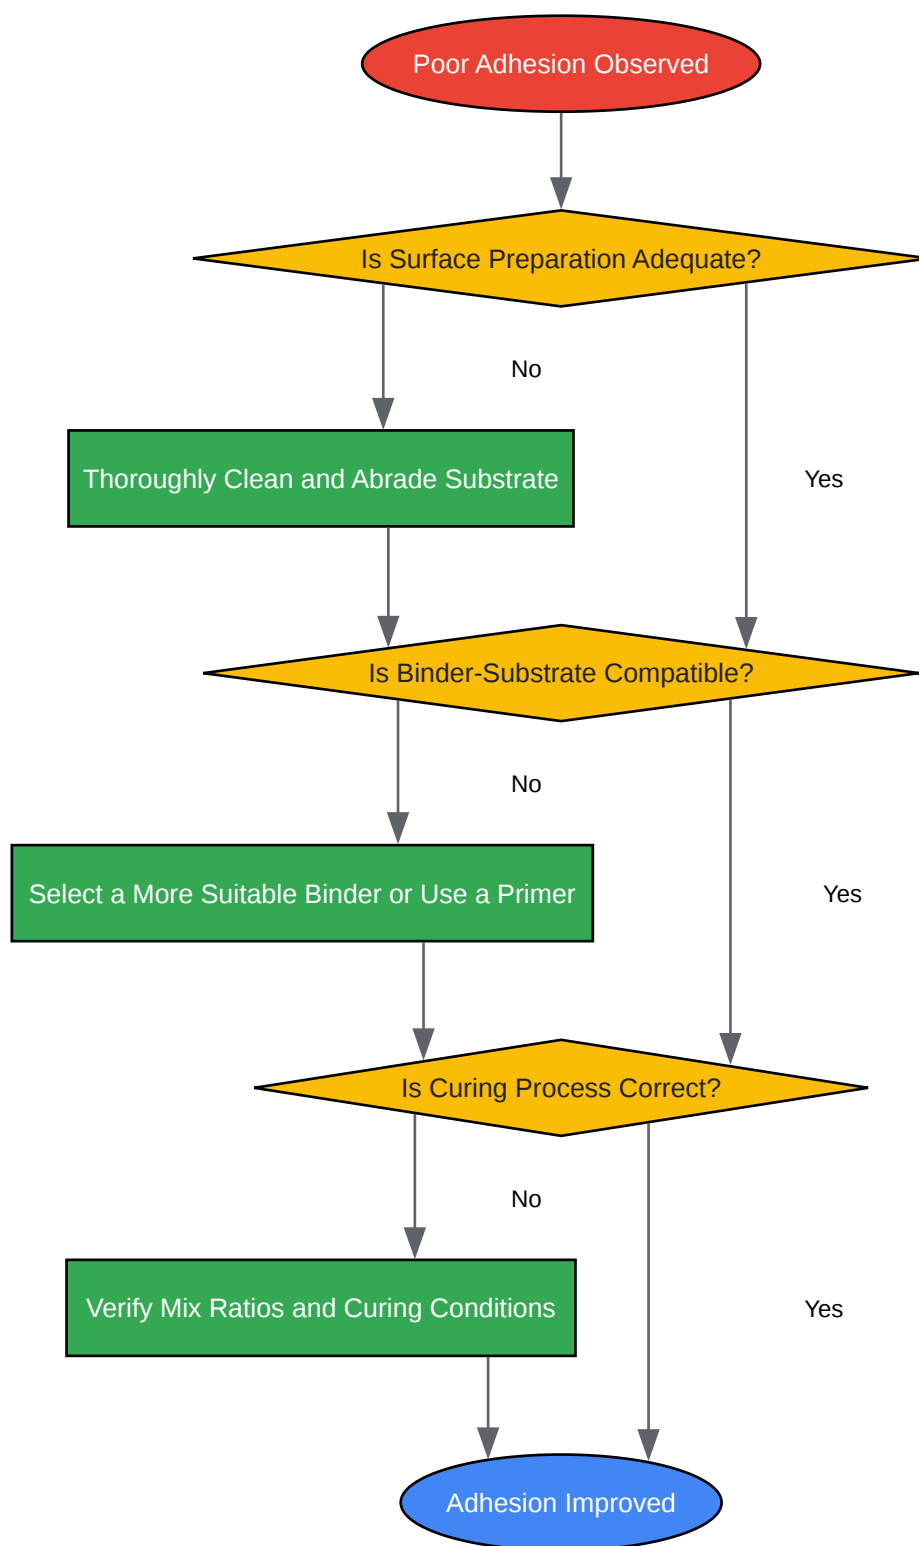 Poor Adhesion Observed
Is Surface Preparation Adequate?
No
Thoroughly Clean and Abrade Substrate
Yes
Is Binder-Substrate Compatible?
No
Select a More Suitable Binder or Use a Primer
Yes
Is Curing Process Correct?
No
Verify Mix Ratios and Curing Conditions
Yes
Adhesion Improved